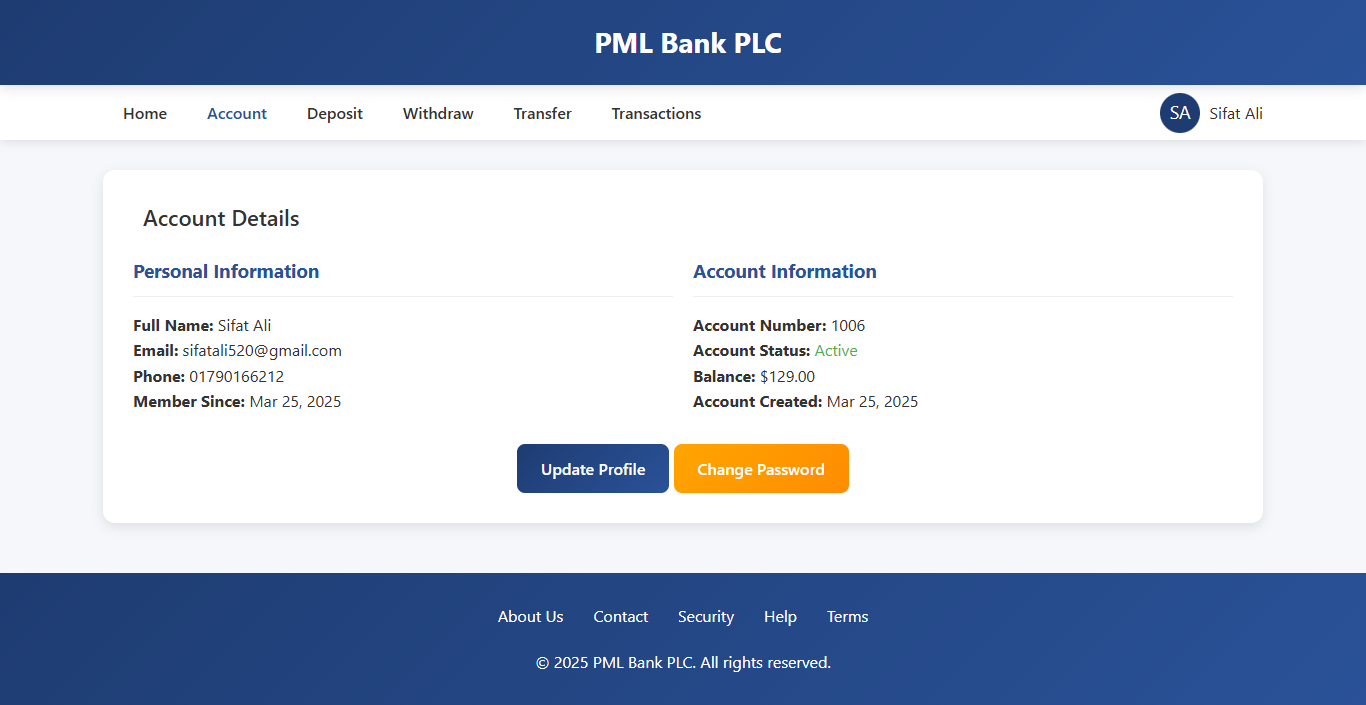 PML Bank PLC
Home Account Deposit Withdraw Transfer Transactions SA Sifat Ali
Account Details
Personal Information
Full Name: Sifat Ali
Email: sifatali520@gmail.com
Phone: 01790166212
Member Since: Mar 25, 2025
Account Information
Account Number: 1006
Account Status: Active
Balance: $129.00
Account Created: Mar 25, 2025
Update Profile Change Password
About Us Contact Security Help Terms
© 2025 PML Bank PLC. All rights reserved.